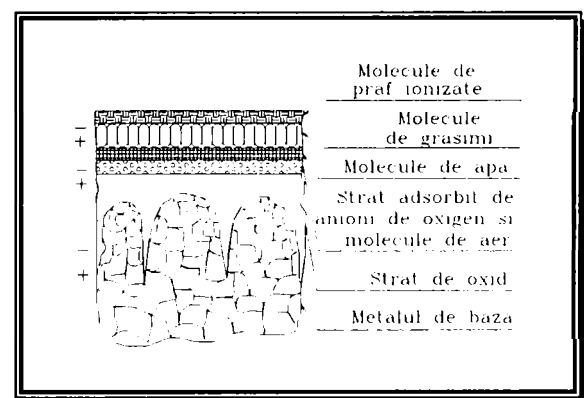 Molecule de
praf ionizate
Molecule
de grasimi
Molecule de apa
Strat adsorbit de
anioni de oxigen si
molecule de aer
Strat de oxid
Metalul de baza
−
+
−
+
−
+